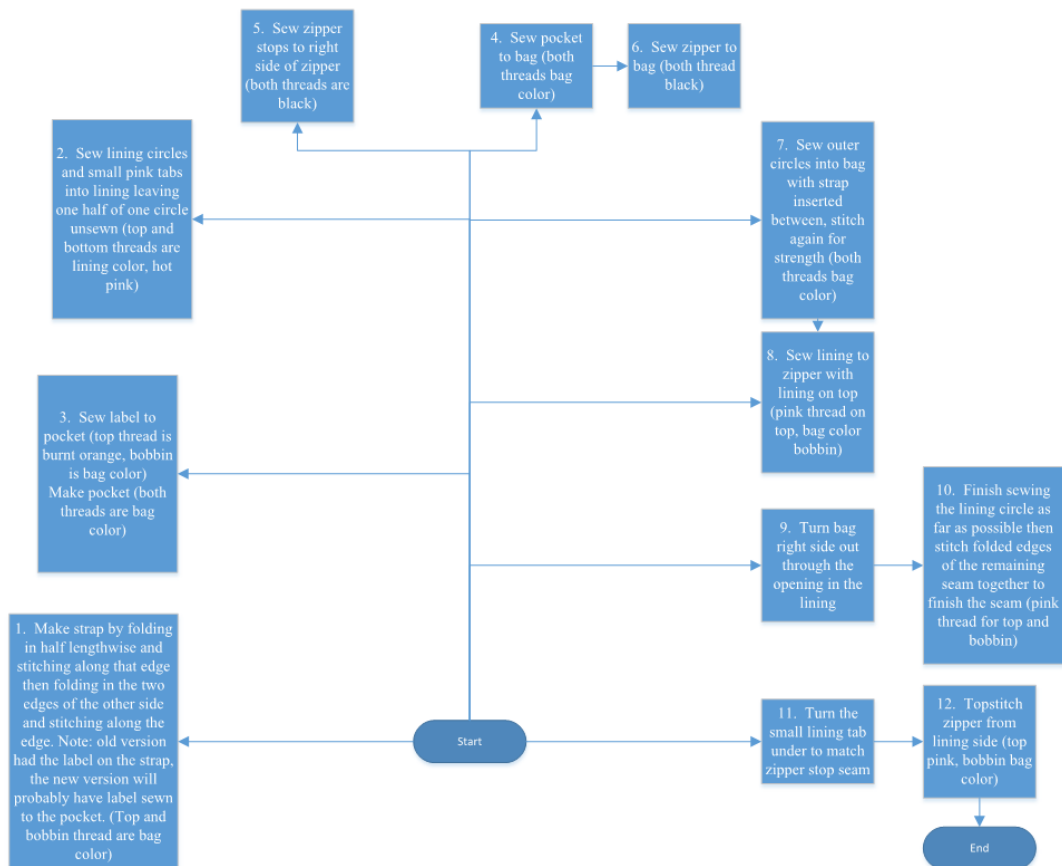 5. Sew zipper
stops to right
side of zipper
(both threads are
black)
4. Sew pocket
to bag (both
threads bag
color)
6. Sew zipper to
bag (both thread
black)
2. Sew lining circles
and small pink tabs
into lining leaving
one half of one circle
unsewn (top and
bottom threads are
lining color, hot
pink)
7. Sew outer
circles into bag
with strap
inserted
between, stitch
again for
strength (both
threads bag
color)
8. Sew lining to
zipper with
lining on top
(pink thread on
top, bag color
bobbin)
3. Sew label to
pocket (top thread is
burnt orange, bobbin
is bag color)
Make pocket (both
threads are bag
color)
9. Turn bag
right side out
through the
opening in the
lining
10. Finish sewing
the lining circle as
far as possible then
stitch folded edges
of the remaining
seam together to
finish the seam (pink
thread for top and
bobbin)
1. Make strap by folding
in half lengthwise and
stitching along that edge
then folding in the two
edges of the other side
and stitching along the
edge. Note: old version
had the label on the strap,
the new version will
probably have label sewn
to the pocket. (Top and
bobbin thread are bag
color)
Start
11. Turn the
small lining tab
under to match
zipper stop seam
12. Topstitch
zipper from
lining side (top
pink, bobbin bag
color)
End